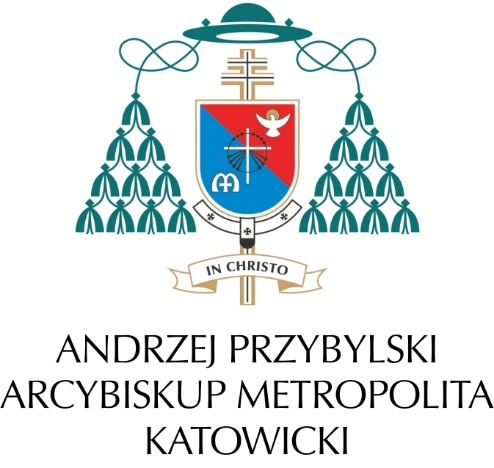 IN CHRISTO
ANDRZEJ PRZYBYLSKI
ARCYBISKUP METROPOLITA
KATOWICKI